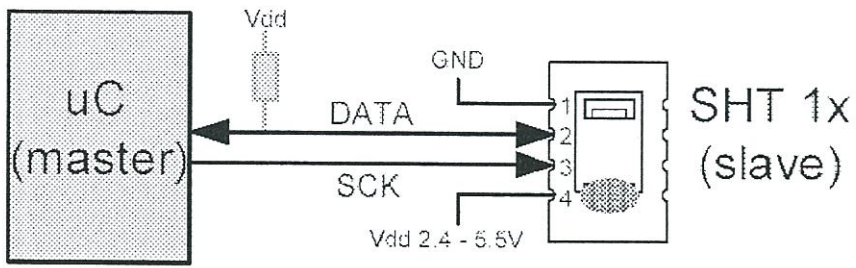 Vdd
uC
(master)
GND
DATA
SCK
1
2
3
4
SHT 1x
(slave)
Vdd 2.4 - 5.5V